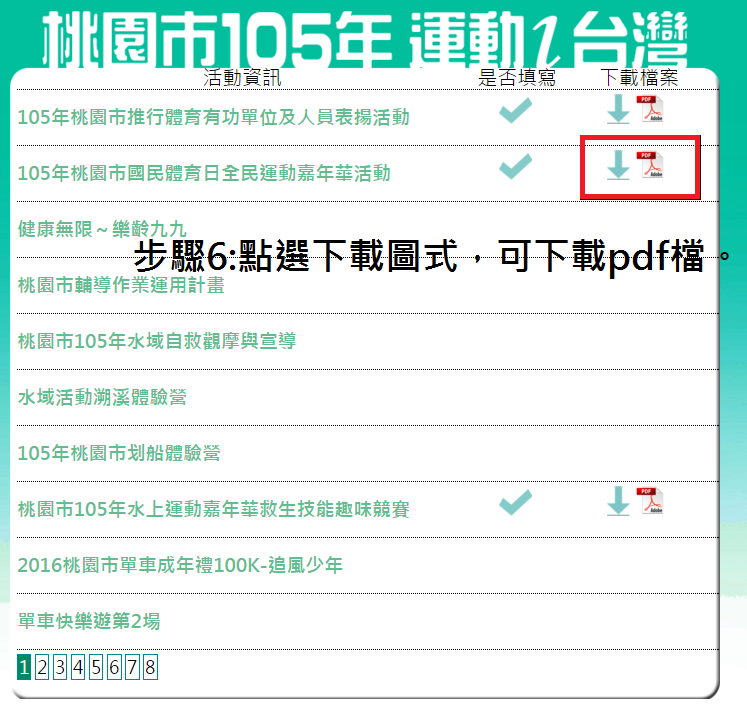 桃園市105年 運動i台灣
活動資訊 是否填寫 下載檔案
105年桃園市推行體育有功單位及人員表揚活動 PDF Adobe
105年桃園市國民體育日全民運動嘉年華活動 PDF Adobe
健康無限～樂齡九九
步驟6:點選下載圖式，可下載pdf檔。
桃園市輔導作業運用計畫
桃園市105年水域自救觀摩與宣導
水域活動溯溪體驗營
105年桃園市划船體驗營
桃園市105年水上運動嘉年華救生技能趣味競賽 PDF Adobe
2016桃園市單車成年禮100K-追風少年
單車快樂遊第2場
1 2 3 4 5 6 7 8